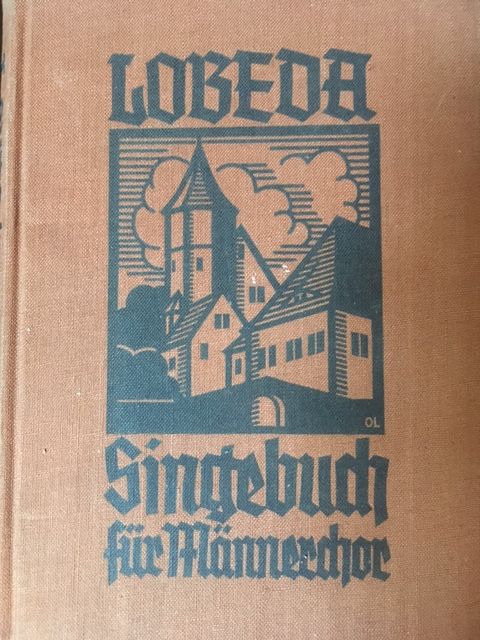 LOBEDA
OL
Singebuch
für Männerchor